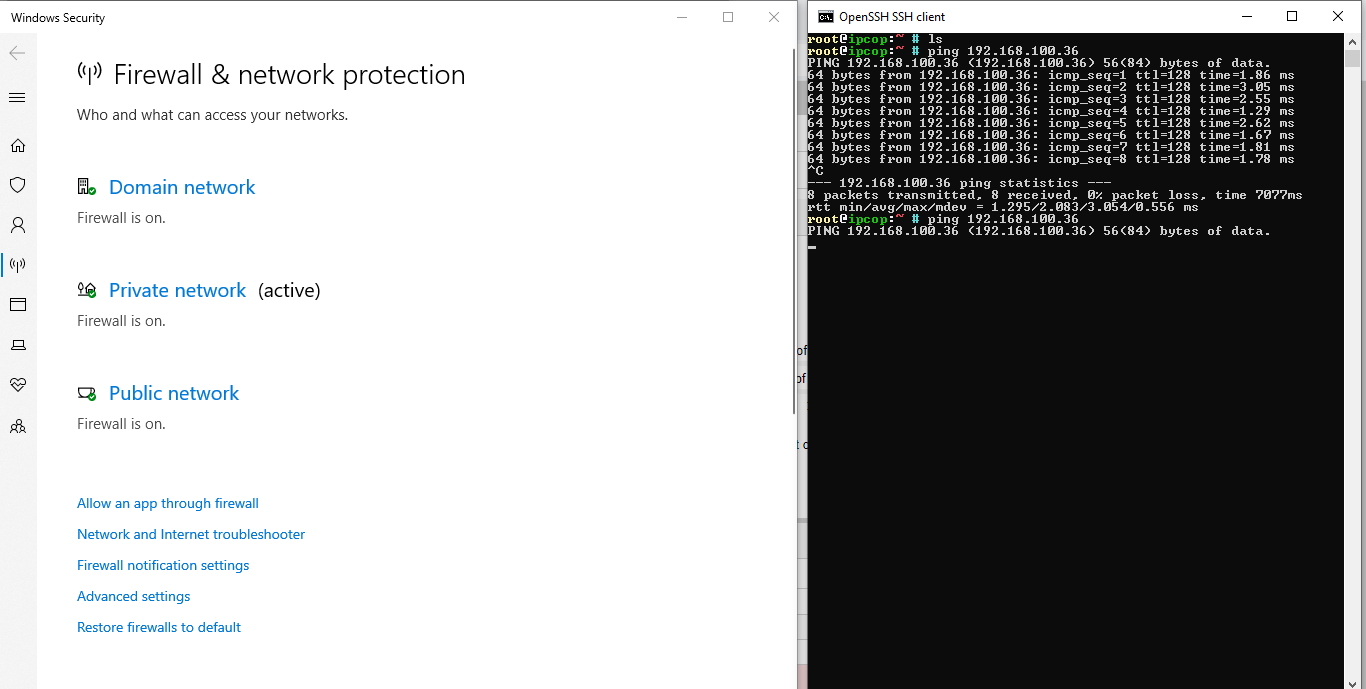 Windows Security
Firewall & network protection
Who and what can access your networks.
Domain network
Firewall is on.
Private network (active)
Firewall is on.
Public network
Firewall is on.
Allow an app through firewall
Network and Internet troubleshooter
Firewall notification settings
Advanced settings
Restore firewalls to default
of
of
OpenSSH SSH client
root@ipcop:~ # ls
root@ipcop:~ # ping 192.168.100.36
PING 192.168.100.36 (192.168.100.36) 56(84) bytes of data.
64 bytes from 192.168.100.36: icmp_seq=1 ttl=128 time=1.86 ms
64 bytes from 192.168.100.36: icmp_seq=2 ttl=128 time=3.05 ms
64 bytes from 192.168.100.36: icmp_seq=3 ttl=128 time=2.55 ms
64 bytes from 192.168.100.36: icmp_seq=4 ttl=128 time=1.29 ms
64 bytes from 192.168.100.36: icmp_seq=5 ttl=128 time=2.62 ms
64 bytes from 192.168.100.36: icmp_seq=6 ttl=128 time=1.67 ms
64 bytes from 192.168.100.36: icmp_seq=7 ttl=128 time=1.81 ms
64 bytes from 192.168.100.36: icmp_seq=8 ttl=128 time=1.78 ms
^C
--- 192.168.100.36 ping statistics ---
8 packets transmitted, 8 received, 0% packet loss, time 7077ms
rtt min/avg/max/mdev = 1.295/2.083/3.054/0.556 ms
root@ipcop:~ # ping 192.168.100.36
PING 192.168.100.36 (192.168.100.36) 56(84) bytes of data.